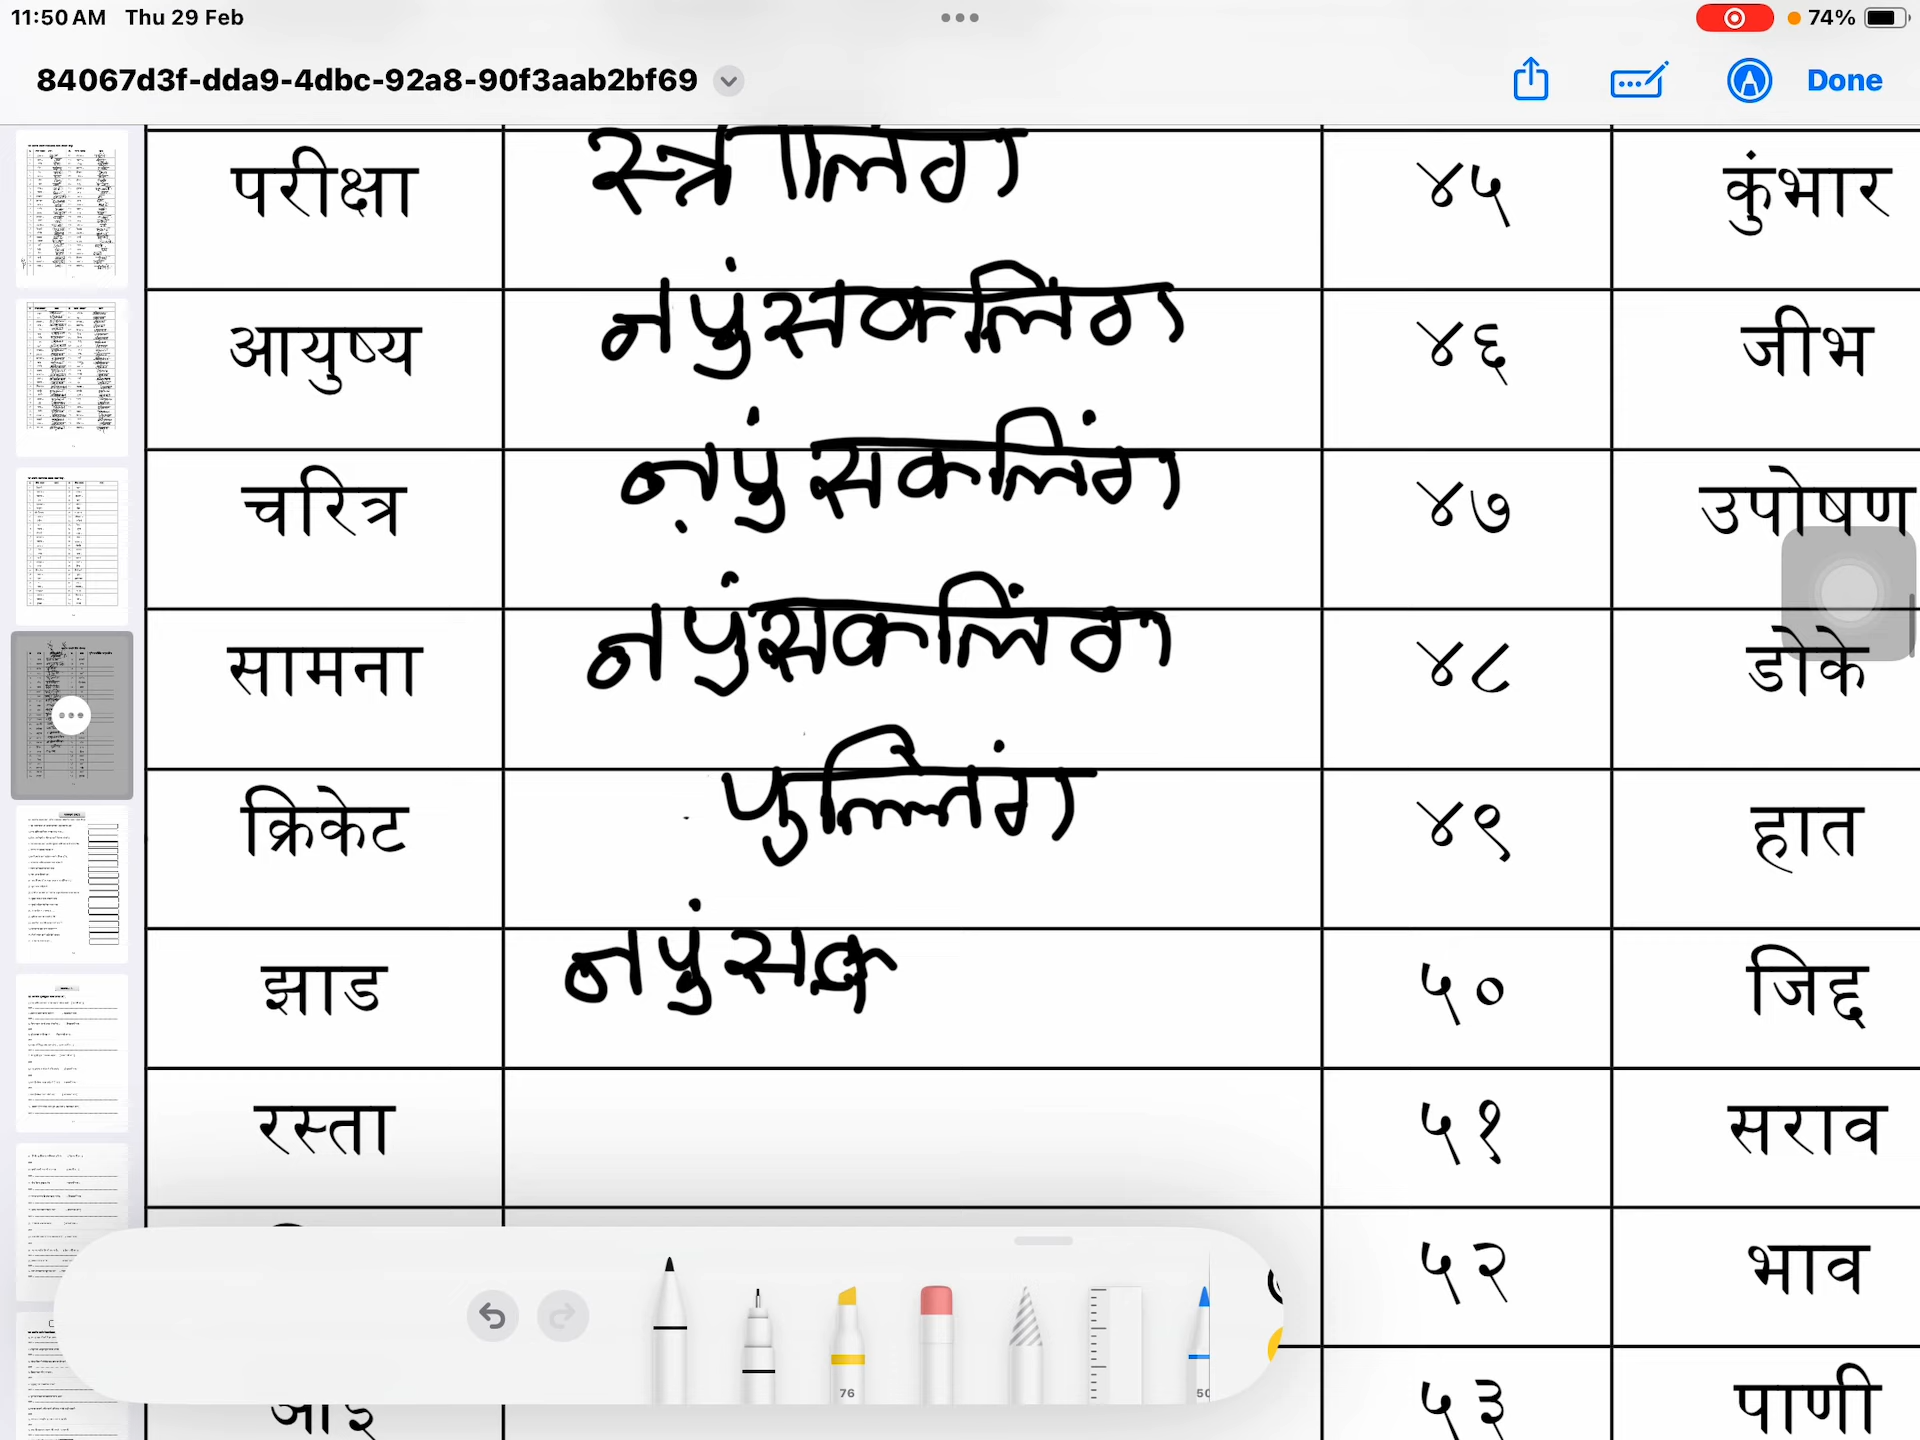 11:50 AM Thu 29 Feb 74%
84067d3f-dda9-4dbc-92a8-90f3aab2bf69 Done
परीक्षा स्त्रीलिंग ४५ कुंभार
आयुष्य नपुंसकलिंग ४६ जीभ
चरित्र नपुंसकलिंग ४७ उपोषण
सामना नपुंसकलिंग ४८ डोके
क्रिकेट पुल्लिंग ४९ हात
झाड नपुंसक ५० जिद्द
रस्ता ५१ सराव
५२ भाव
५३ पाणी
76 50